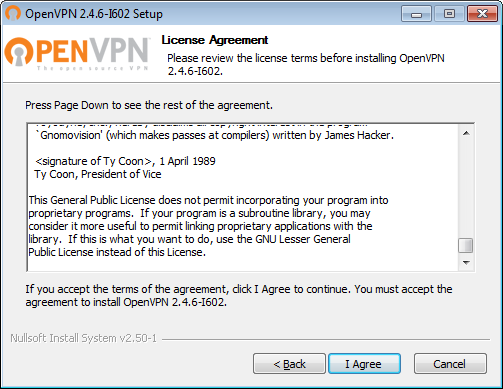 OpenVPN 2.4.6-I602 Setup
OPENVPN™
The open source VPN
License Agreement
Please review the license terms before installing OpenVPN
2.4.6-I602.
Press Page Down to see the rest of the agreement.
`Gnomovision' (which makes passes at compilers) written by James Hacker.
<signature of Ty Coon>, 1 April 1989
Ty Coon, President of Vice
This General Public License does not permit incorporating your program into
proprietary programs.  If your program is a subroutine library, you may
consider it more useful to permit linking proprietary applications with the
library.  If this is what you want to do, use the GNU Lesser General
Public License instead of this License.
If you accept the terms of the agreement, click I Agree to continue. You must accept the
agreement to install OpenVPN 2.4.6-I602.
Nullsoft Install System v2.50-1
< Back
I Agree
Cancel